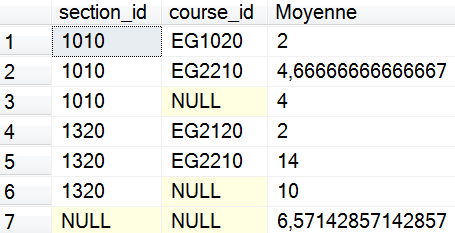 section_id course_id Moyenne
1 1010 EG1020 2
2 1010 EG2210 4,66666666666667
3 1010 NULL 4
4 1320 EG2120 2
5 1320 EG2210 14
6 1320 NULL 10
7 NULL NULL 6,57142857142857